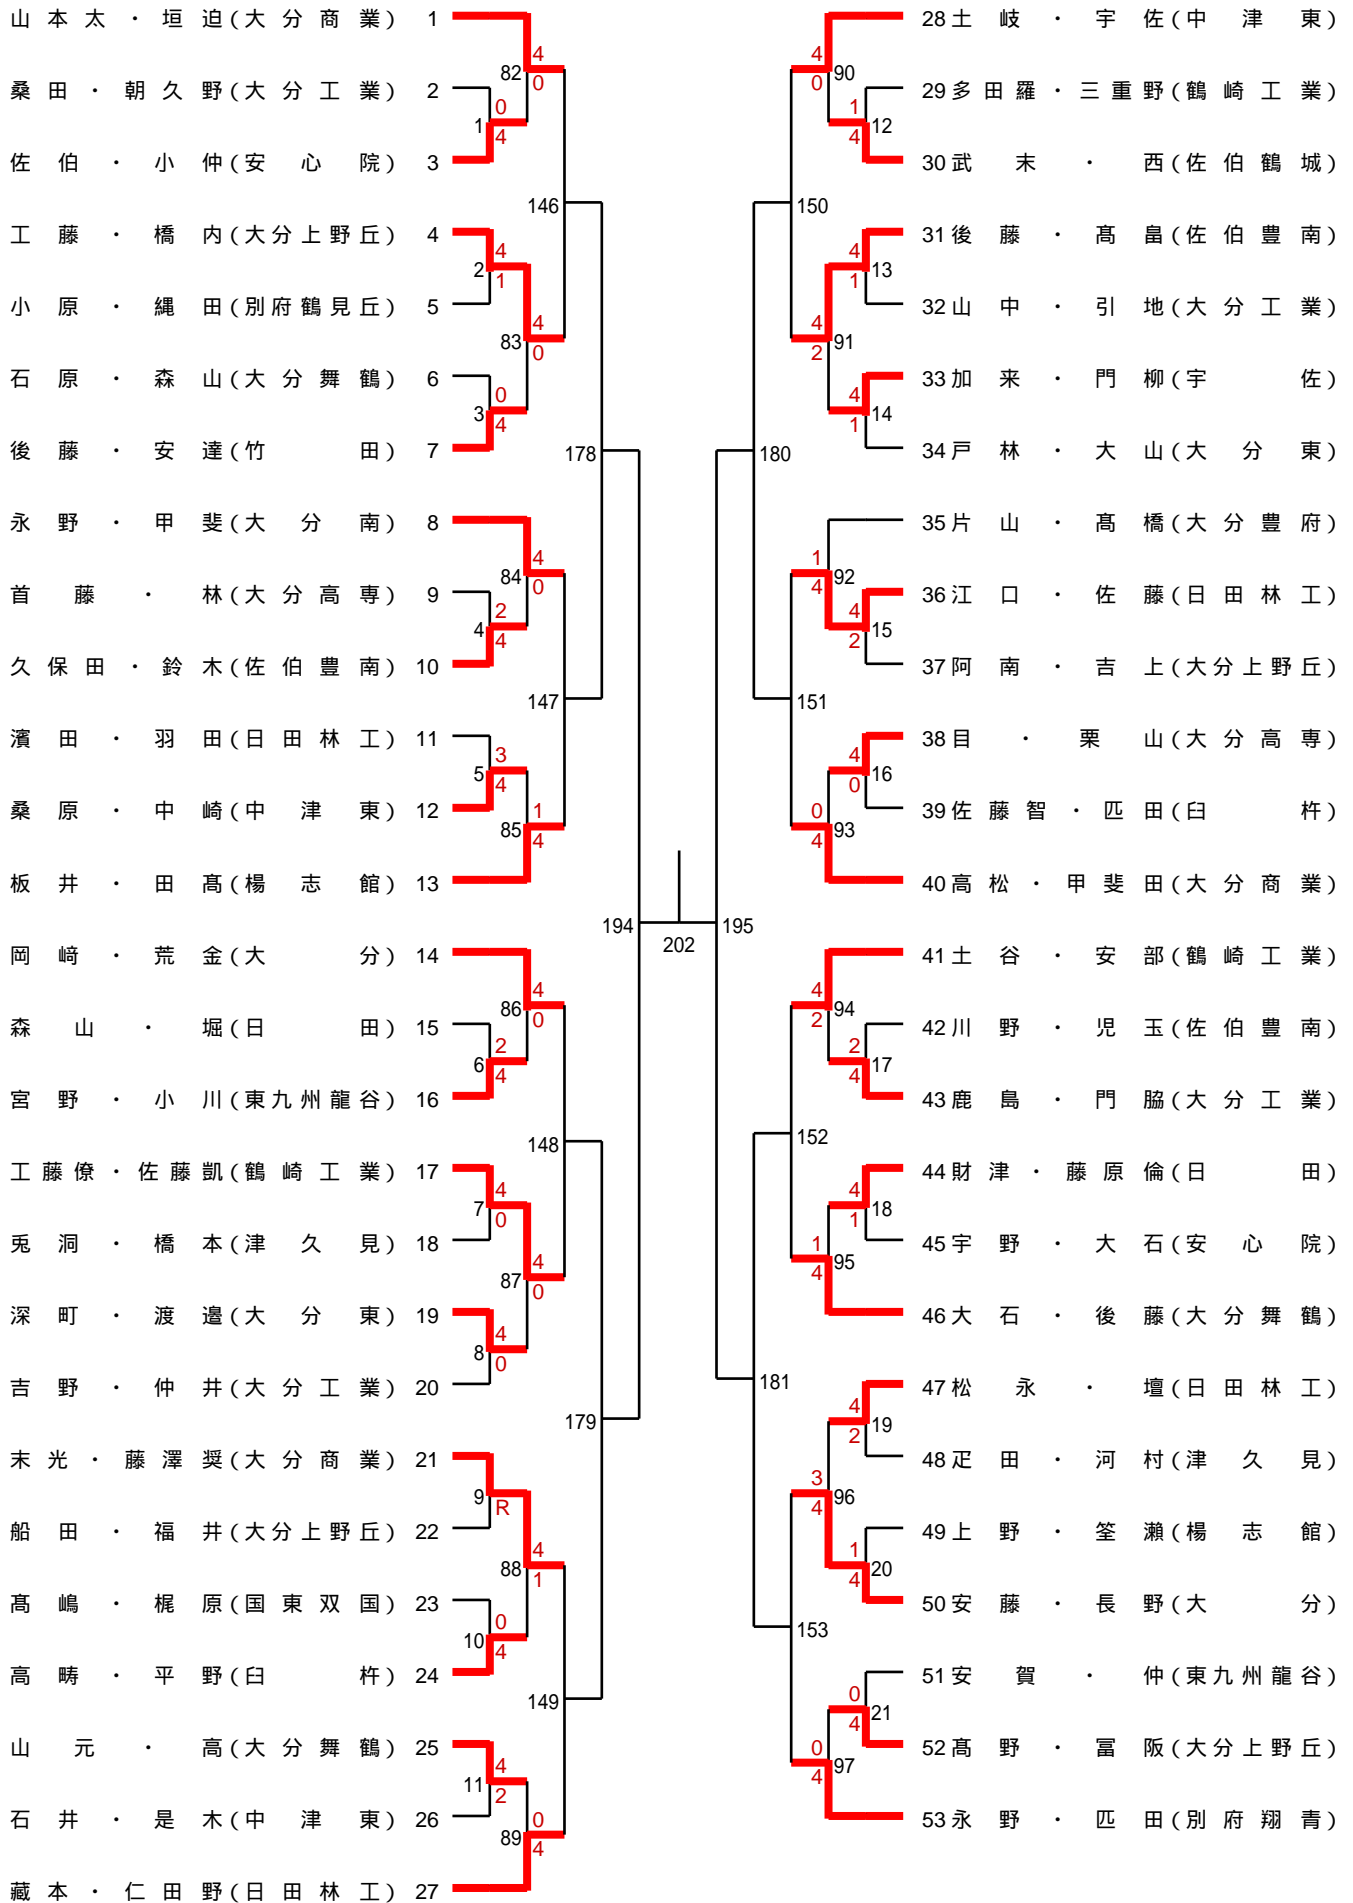 山本太・垣迫(大分商業) 1
4
82
0
桑田・朝久野(大分工業) 2
0
1
4
佐伯・小仲(安心院) 3
146
工藤・橋内(大分上野丘) 4
4
2
1
小原・縄田(別府鶴見丘) 5
4
83
0
石原・森山(大分舞鶴) 6
0
3
4
後藤・安達(竹田) 7
178
永野・甲斐(大分南) 8
4
84
0
首藤・林(大分高専) 9
2
4
4
久保田・鈴木(佐伯豊南) 10
147
濱田・羽田(日田林工) 11
3
5
4
桑原・中崎(中津東) 12
1
85
4
板井・田髙(楊志館) 13
194
岡﨑・荒金(大分) 14
4
86
0
森山・堀(日田) 15
2
6
4
宮野・小川(東九州龍谷) 16
148
工藤僚・佐藤凱(鶴崎工業) 17
4
7
0
兎洞・橋本(津久見) 18
4
87
0
深町・渡邉(大分東) 19
4
8
0
吉野・仲井(大分工業) 20
179
末光・藤澤奨(大分商業) 21
9
R
船田・福井(大分上野丘) 22
4
88
1
髙嶋・梶原(国東双国) 23
0
10
4
高畴・平野(臼杵) 24
149
山元・高(大分舞鶴) 25
4
11
2
石井・是木(中津東) 26
0
89
4
藏本・仁田野(日田林工) 27
202
28 土岐・宇佐(中津東)
4
90
0
29 多田羅・三重野(鶴崎工業)
1
12
4
30 武末・西(佐伯鶴城)
150
31 後藤・髙畠(佐伯豊南)
4
13
1
32 山中・引地(大分工業)
4
91
2
33 加来・門柳(宇佐)
4
14
1
34 戸林・大山(大分東)
180
35 片山・髙橋(大分豊府)
1
92
4
36 江口・佐藤(日田林工)
4
15
2
37 阿南・吉上(大分上野丘)
151
38 目・栗山(大分高専)
4
16
0
39 佐藤智・匹田(臼杵)
0
93
4
40 高松・甲斐田(大分商業)
195
41 土谷・安部(鶴崎工業)
4
94
2
42 川野・児玉(佐伯豊南)
2
17
4
43 鹿島・門脇(大分工業)
152
44 財津・藤原倫(日田)
4
18
1
45 宇野・大石(安心院)
1
95
4
46 大石・後藤(大分舞鶴)
181
47 松永・壇(日田林工)
4
19
2
48 疋田・河村(津久見)
3
96
4
49 上野・筌瀬(楊志館)
1
20
4
50 安藤・長野(大分)
153
51 安賀・仲(東九州龍谷)
0
21
4
52 髙野・冨阪(大分上野丘)
0
97
4
53 永野・匹田(別府翔青)